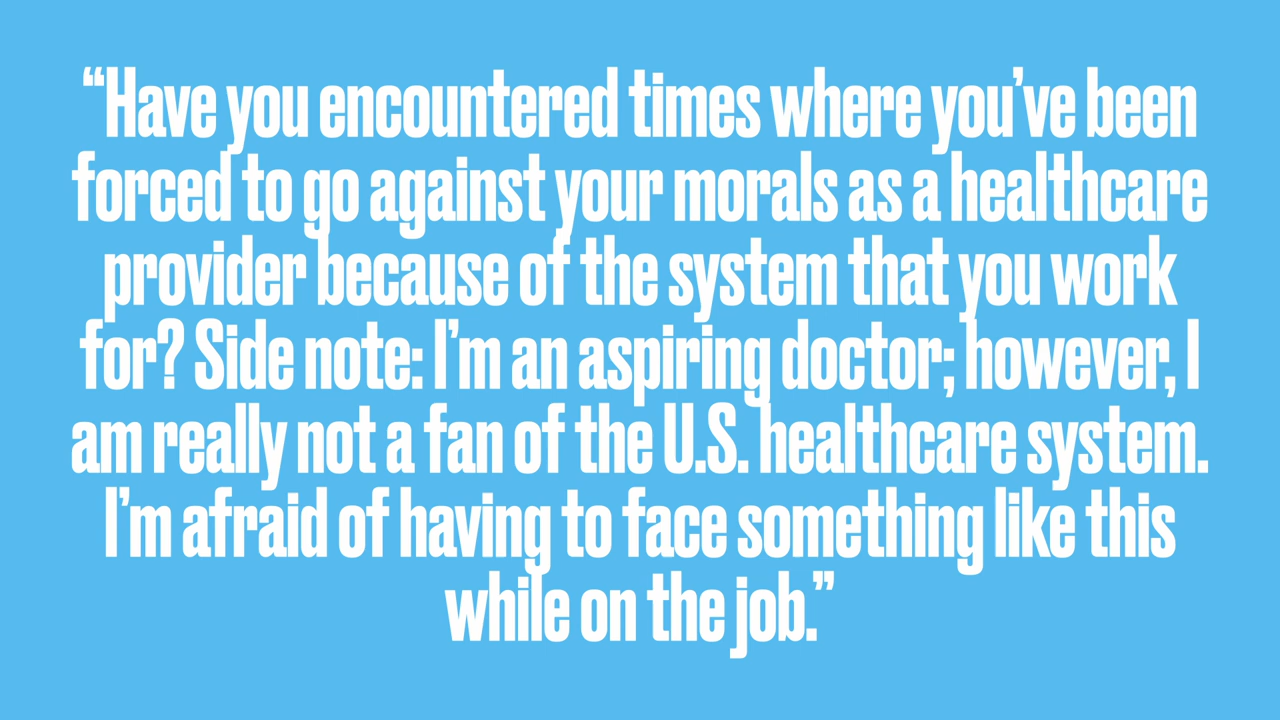 “Have you encountered times where you’ve been
forced to go against your morals as a healthcare
provider because of the system that you work
for? Side note: I’m an aspiring doctor; however, I
am really not a fan of the U.S. healthcare system.
I’m afraid of having to face something like this
while on the job.”